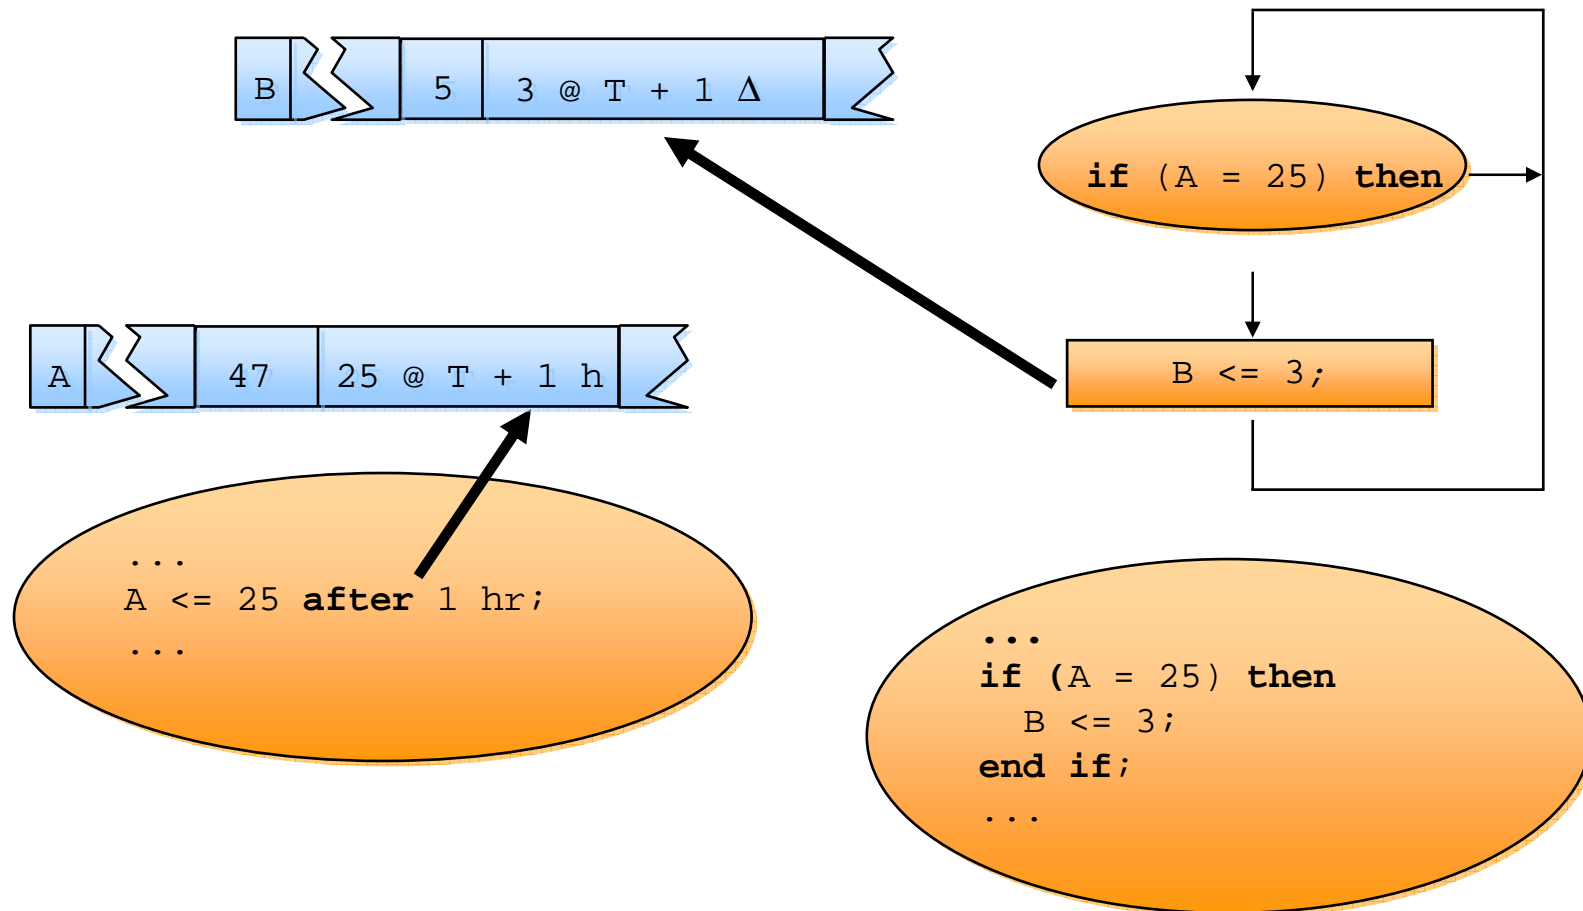 B 5 3 @ T + 1 Δ
if (A = 25) then
A 47 25 @ T + 1 h
B <= 3;
...
A <= 25 after 1 hr;
...
...
if (A = 25) then
B <= 3;
end if;
...